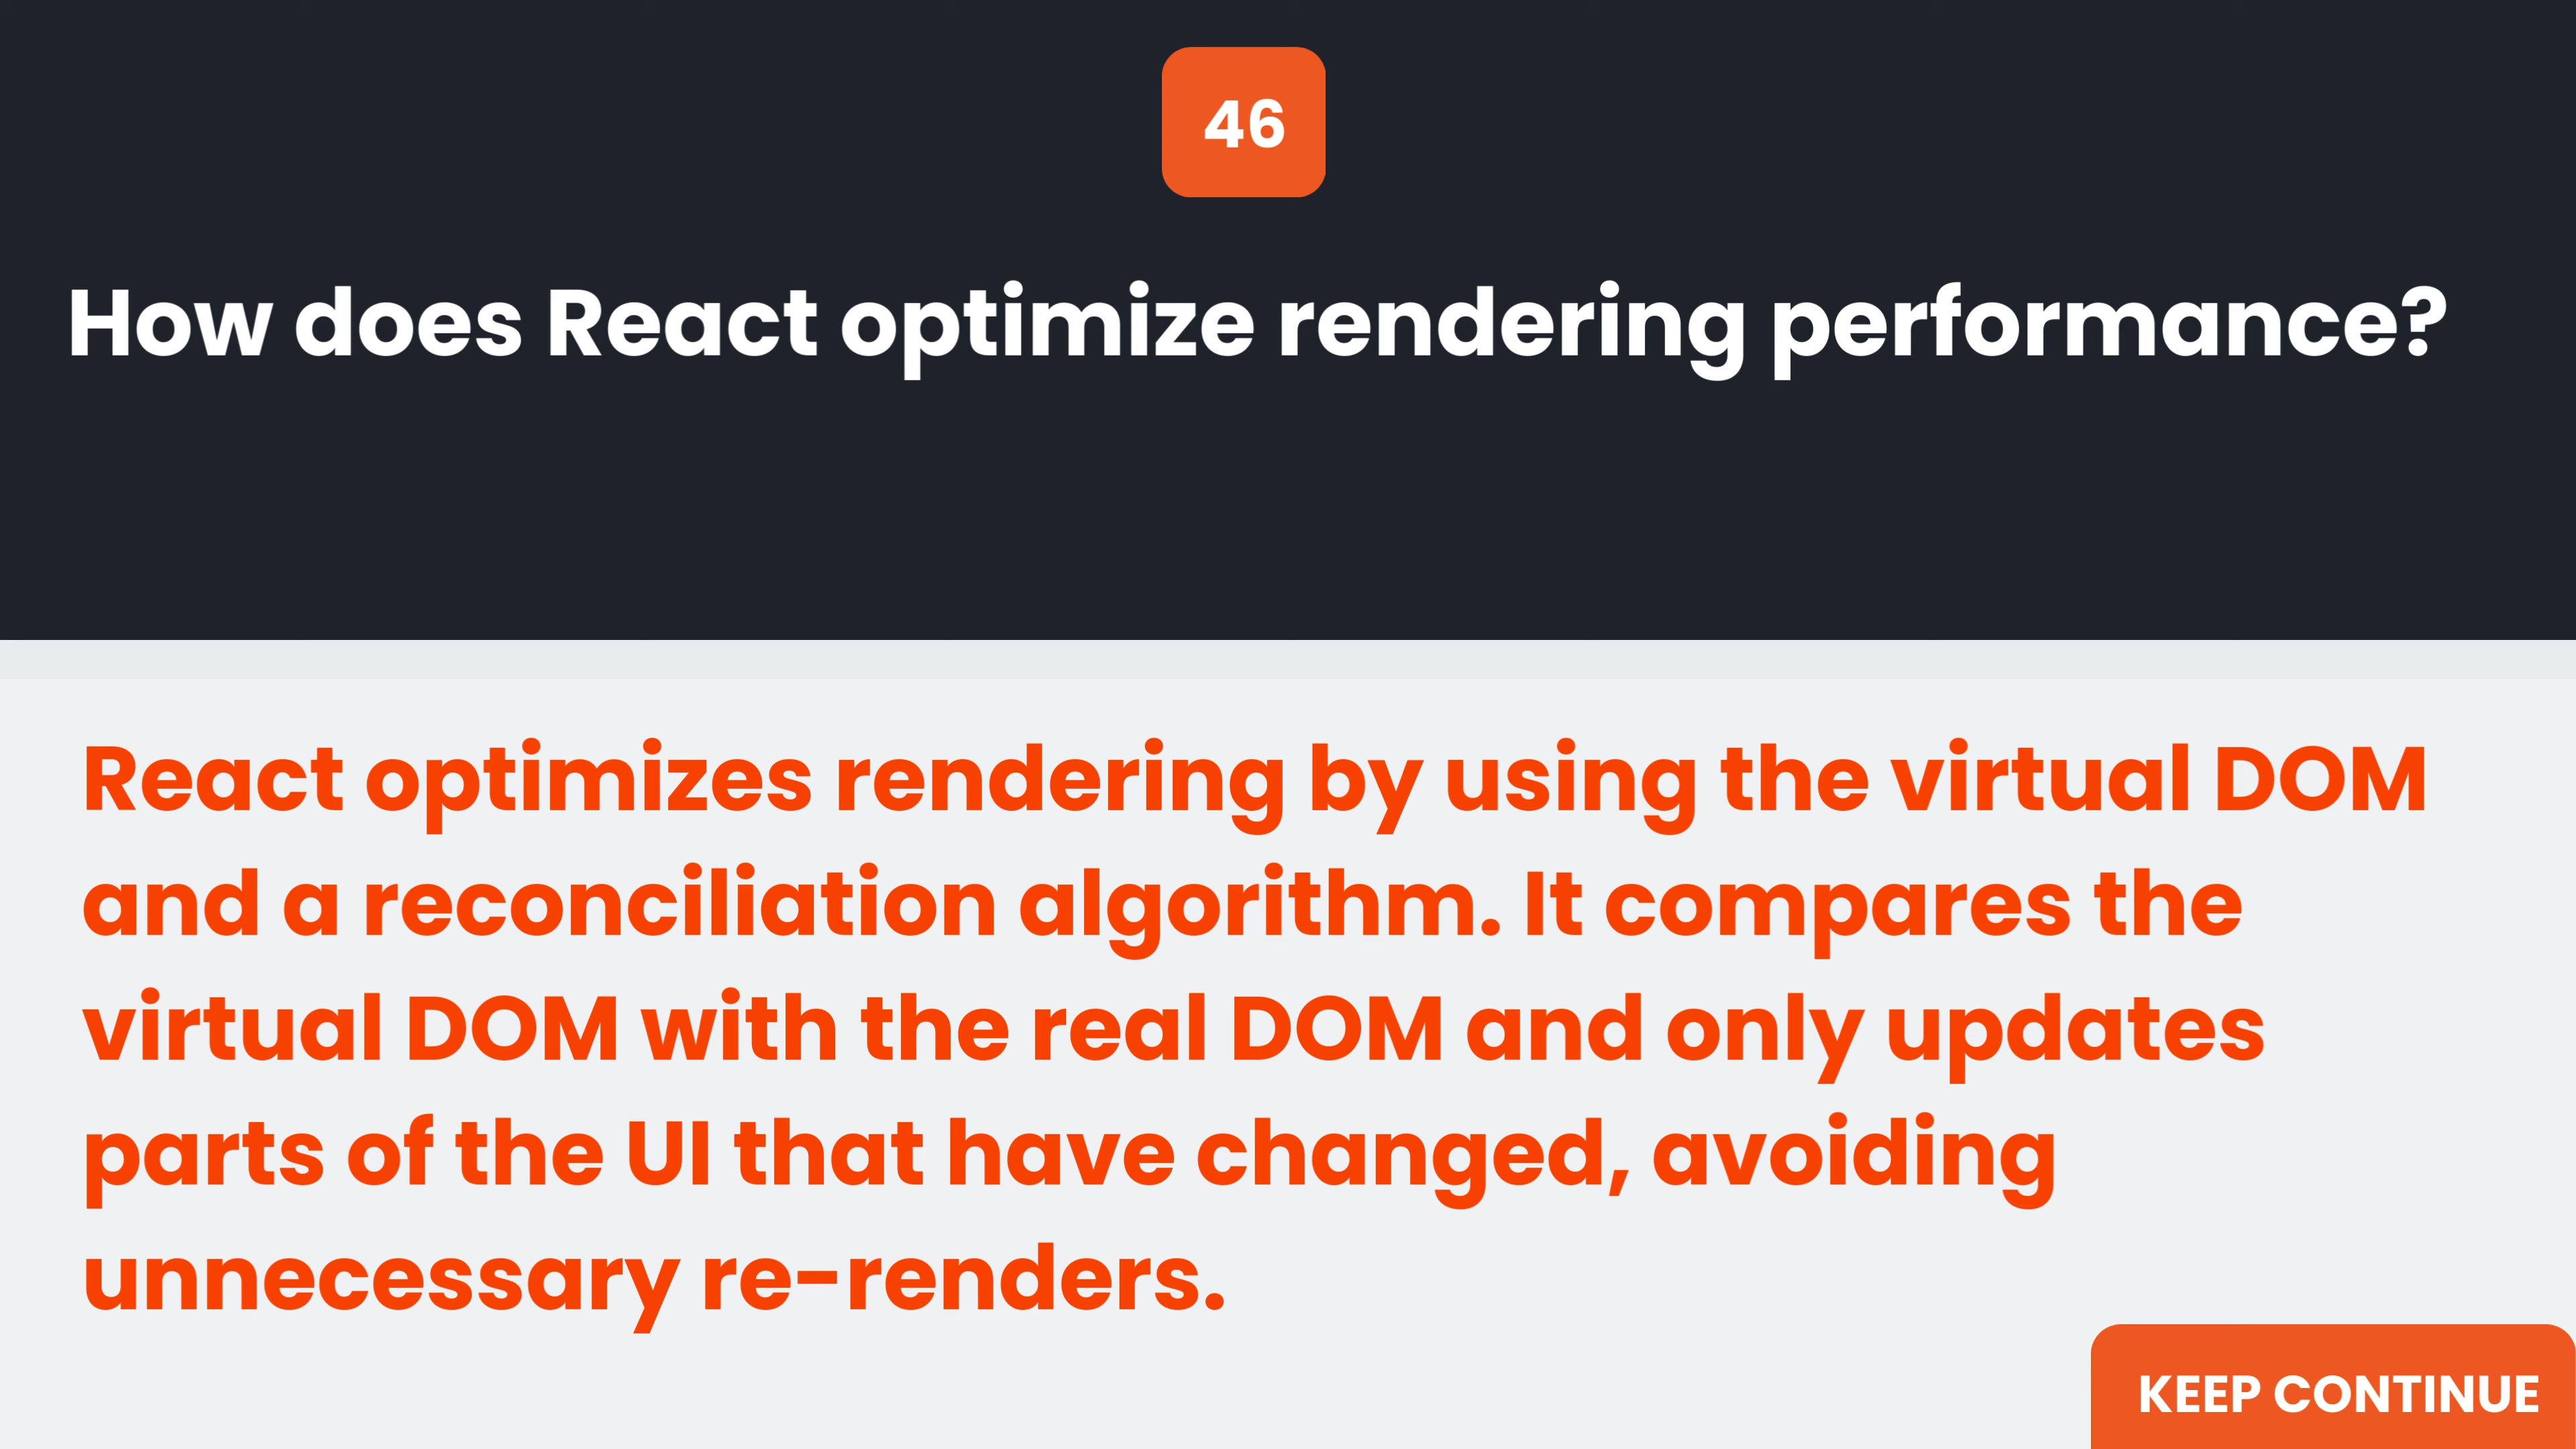 46
How does React optimize rendering performance?
React optimizes rendering by using the virtual DOM
and a reconciliation algorithm. It compares the
virtual DOM with the real DOM and only updates
parts of the UI that have changed, avoiding
unnecessary re-renders.
KEEP CONTINUE